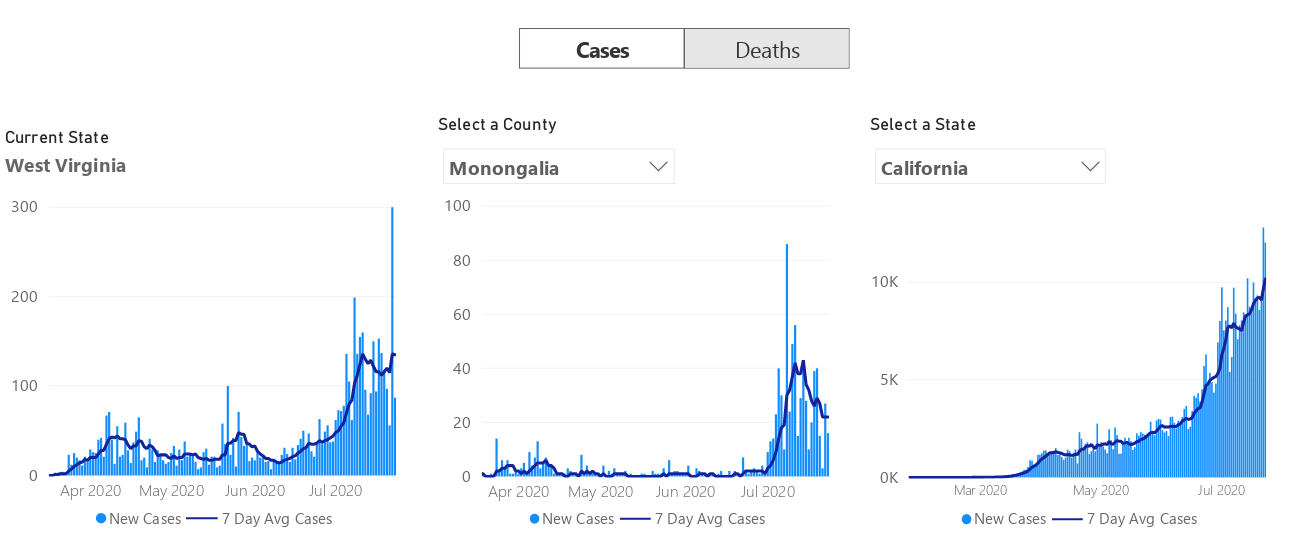 Cases Deaths
Current State
West Virginia
300
200
100
0
Apr 2020 May 2020 Jun 2020 Jul 2020
New Cases 7 Day Avg Cases
Select a County
Monongalia
100
80
60
40
20
0
Apr 2020 May 2020 Jun 2020 Jul 2020
New Cases 7 Day Avg Cases
Select a State
California
10K
5K
0K
Mar 2020 May 2020 Jul 2020
New Cases 7 Day Avg Cases